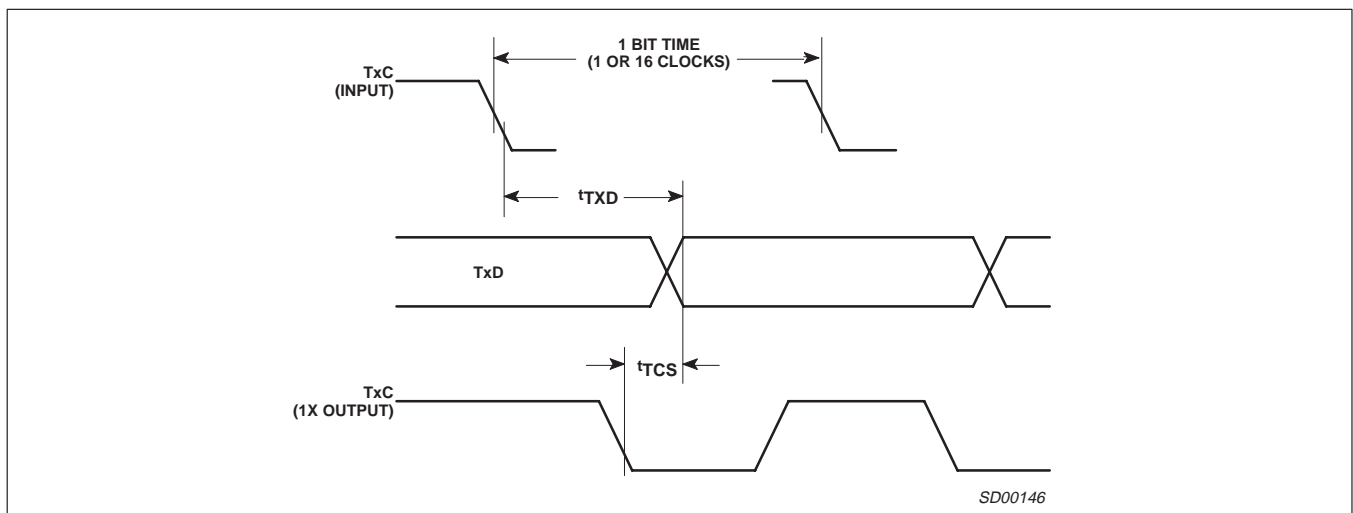 1 BIT TIME
(1 OR 16 CLOCKS)
TxC
(INPUT)
tTXD
TxD
tTCS
TxC
(1X OUTPUT)
SD00146